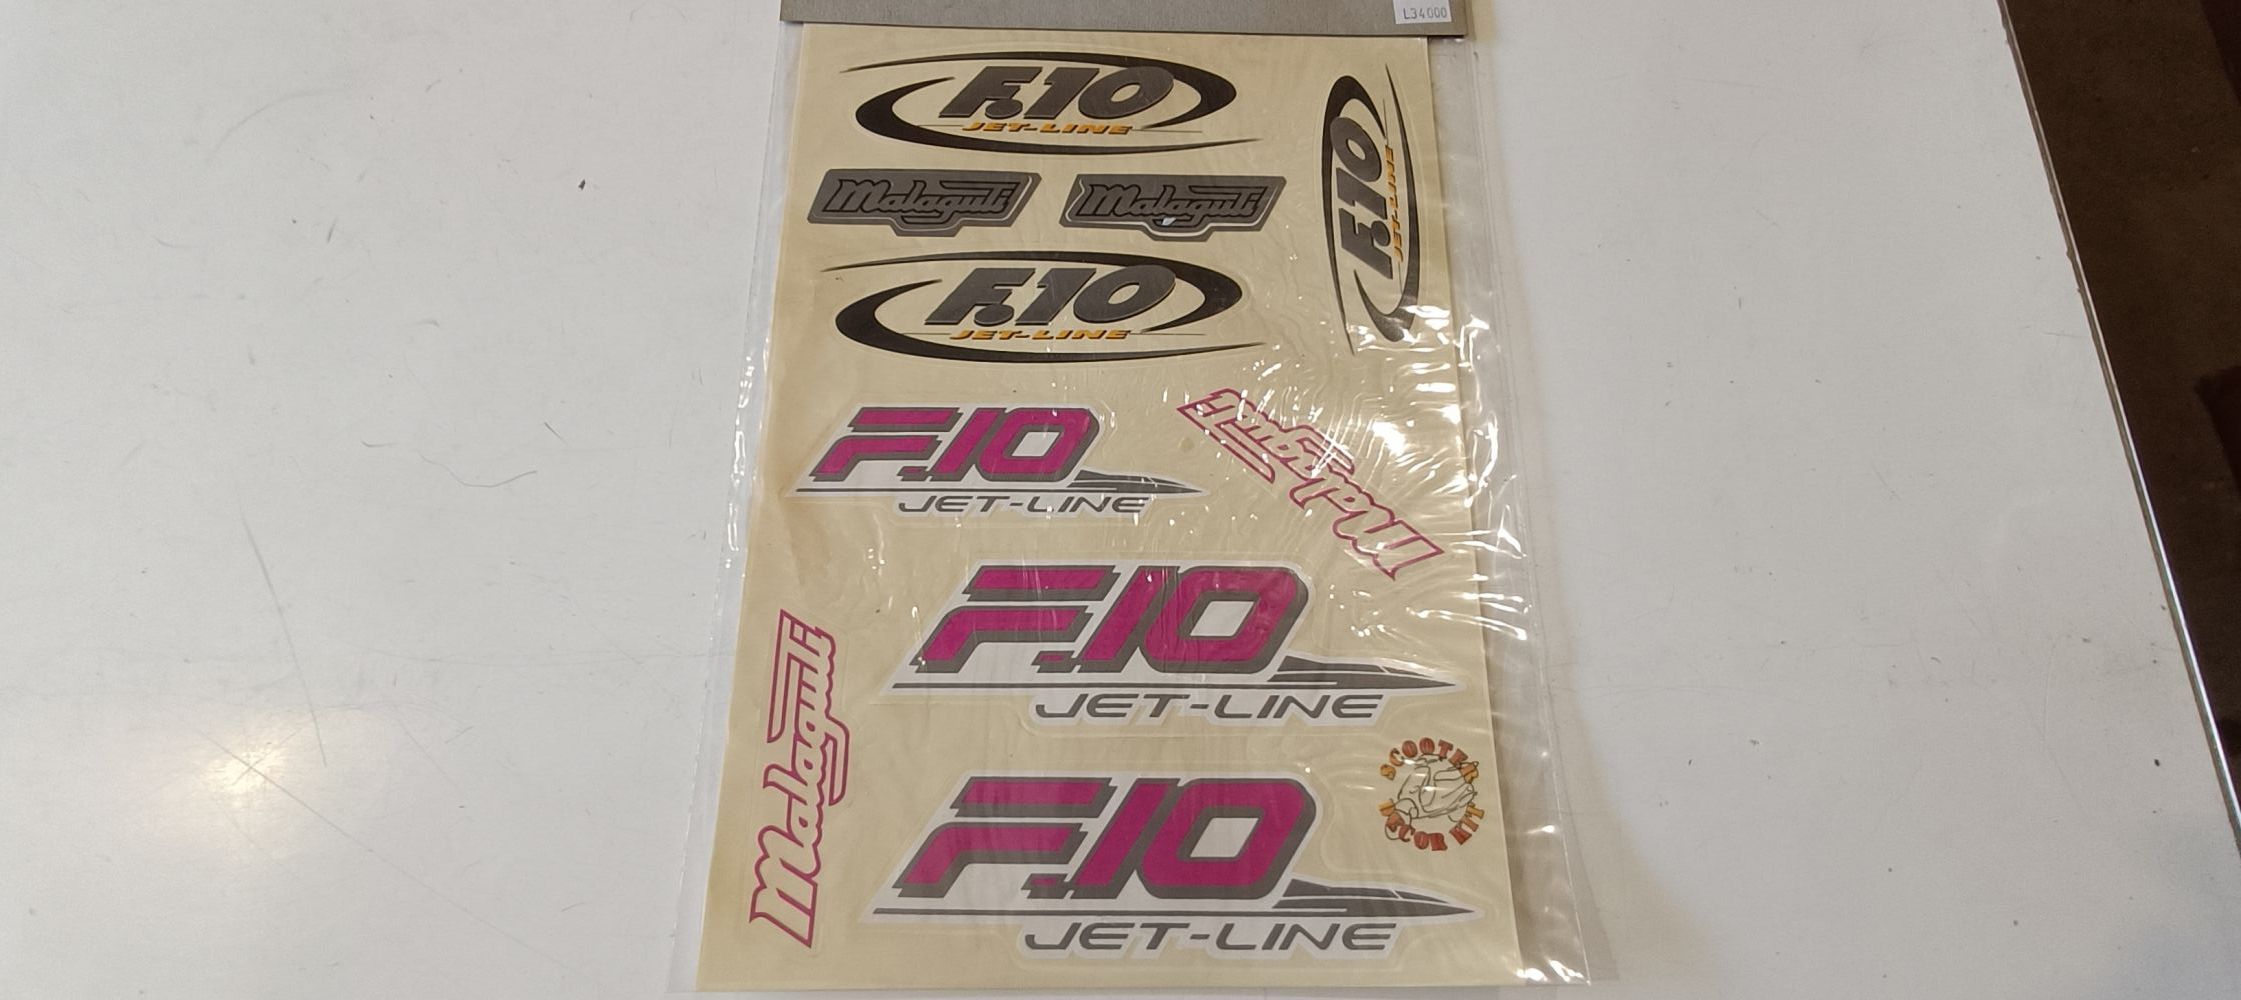 L34000
F.10
JET-LINE
F.10
JET-LINE
Malaguti
Malaguti
F.10
JET-LINE
F.10
JET-LINE
Malaguti
F.10
JET-LINE
Malaguti
SCOOTER
DECOR KIT
F.10
JET-LINE